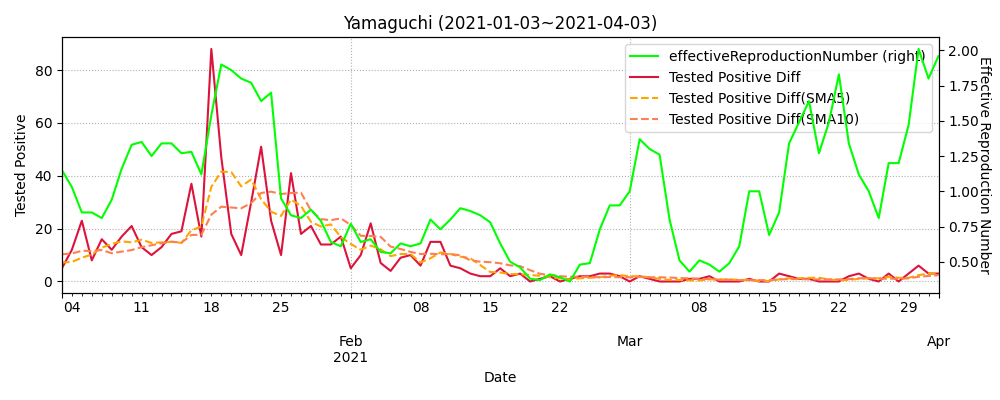 Yamaguchi (2021-01-03~2021-04-03)
effectiveReproductionNumber (right)
Tested Positive Diff
Tested Positive Diff(SMA5)
Tested Positive Diff(SMA10)
Tested Positive
80
60
40
20
0
Effective Reproduction Number
2.00
1.75
1.50
1.25
1.00
0.75
0.50
04 11 18 25 08 15 22 08 15 22 29
Feb Mar Apr
2021
Date